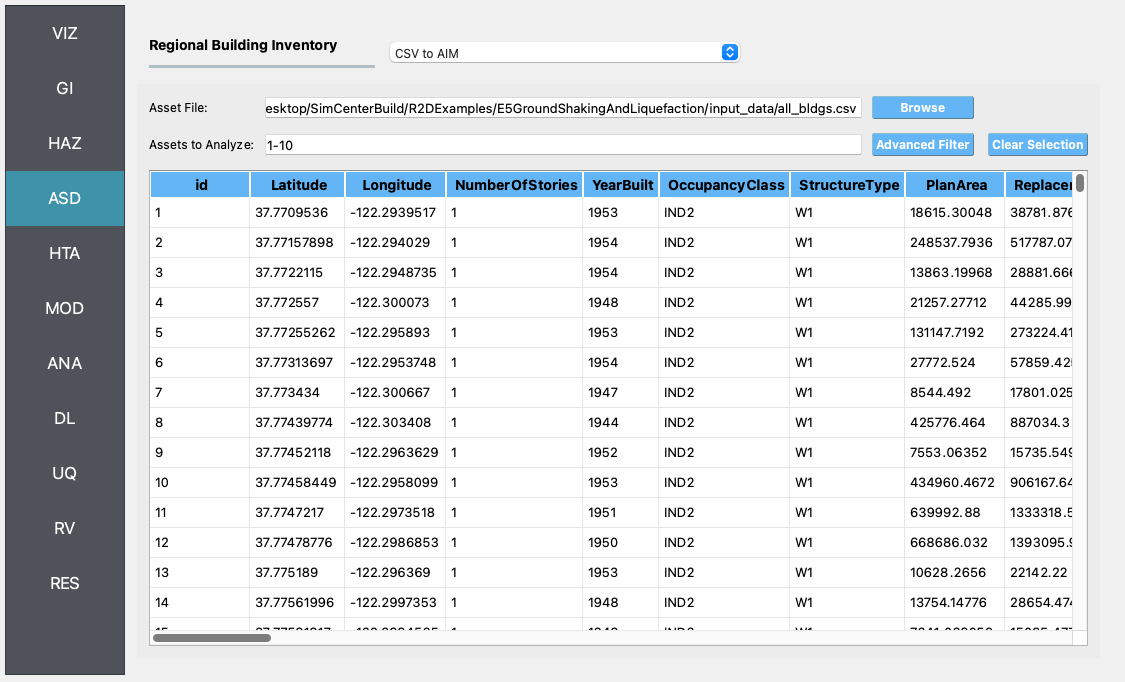 VIZ
GI
HAZ
ASD
HTA
MOD
ANA
DL
UQ
RV
RES
Regional Building Inventory
CSV to AIM
Asset File: esktop/SimCenterBuild/R2DExamples/E5GroundShakingAndLiquefaction/input_data/all_bldgs.csv Browse
Assets to Analyze: 1-10 Advanced Filter Clear Selection
id Latitude Longitude NumberOfStories YearBuilt OccupancyClass StructureType PlanArea Replacer
1 37.7709536 -122.2939517 1 1953 IND2 W1 18615.30048 38781.876
2 37.77157898 -122.294029 1 1954 IND2 W1 248537.7936 517787.07
3 37.7722115 -122.2948735 1 1954 IND2 W1 13863.19968 28881.666
4 37.772557 -122.300073 1 1948 IND2 W1 21257.27712 44285.99
5 37.77255262 -122.295893 1 1953 IND2 W1 131147.7192 273224.41
6 37.77313697 -122.2953748 1 1954 IND2 W1 27772.524 57859.425
7 37.773434 -122.300667 1 1947 IND2 W1 8544.492 17801.025
8 37.77439774 -122.303408 1 1944 IND2 W1 425776.464 887034.3
9 37.77452118 -122.2963629 1 1952 IND2 W1 7553.06352 15735.549
10 37.77458449 -122.2958099 1 1953 IND2 W1 434960.4672 906167.64
11 37.7747217 -122.2973518 1 1951 IND2 W1 639992.88 1333318.5
12 37.77478776 -122.2986853 1 1950 IND2 W1 668686.032 1393095.9
13 37.775189 -122.296369 1 1953 IND2 W1 10628.2656 22142.22
14 37.77561996 -122.2997353 1 1948 IND2 W1 13754.14776 28654.474